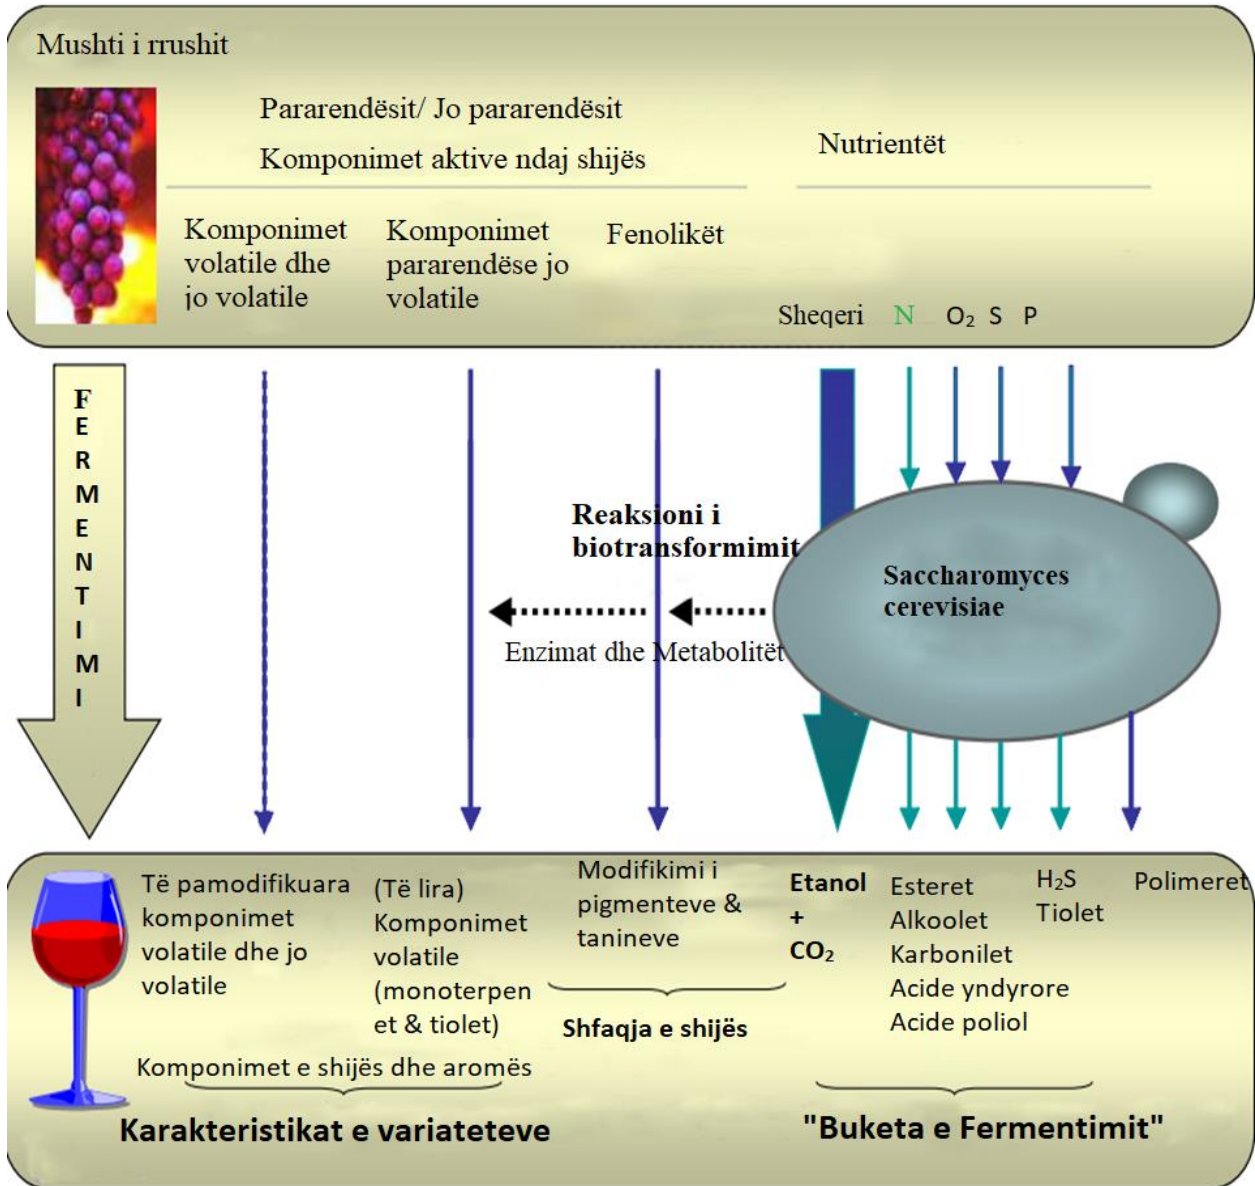 Mushti i rrushit
Pararendësit/ Jo pararendësit
Komponimet aktive ndaj shijës
Nutrientët
Komponimet
volatile dhe
jo volatile
Komponimet
pararendëse jo
volatile
Fenolikët
Sheqeri N O₂ S P
FERMENTIMI
Reaksioni i
biotransformimit
Enzimat dhe Metabolitët
Saccharomyces
cerevisiae
Të pamodifikuara
komponimet
volatile dhe jo
volatile
(Të lira)
Komponimet
volatile
(monoterpen
et & tiolet)
Komponimet e shijës dhe aromës
Karakteristikat e variateteve
Modifikimi i
pigmenteve &
tanineve
Shfaqja e shijës
Etanol
+
CO₂
Esteret
Alkoolet
Karbonilet
Acide yndyrore
Acide poliol
H₂S
Tiolet
Polimeret
"Buketa e Fermentimit"